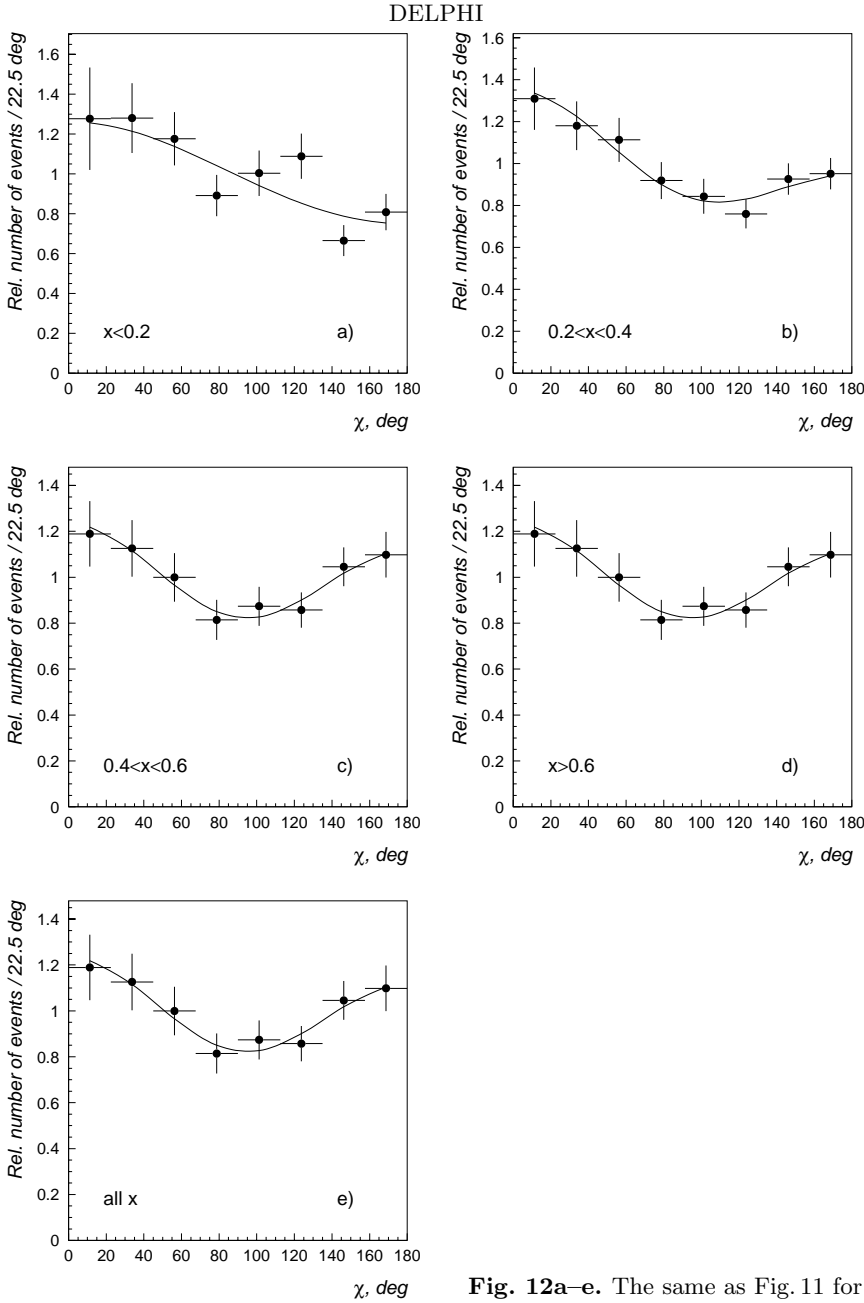 DELPHI
Rel. number of events / 22.5 deg
1.6
1.4
1.2
1
0.8
0.6
0.4
0.2
0
x<0.2
a)
0 20 40 60 80 100 120 140 160 180
χ, deg
Rel. number of events / 22.5 deg
1.6
1.4
1.2
1
0.8
0.6
0.4
0.2
0
0.2<x<0.4
b)
0 20 40 60 80 100 120 140 160 180
χ, deg
Rel. number of events / 22.5 deg
1.4
1.2
1
0.8
0.6
0.4
0.2
0
0.4<x<0.6
c)
0 20 40 60 80 100 120 140 160 180
χ, deg
Rel. number of events / 22.5 deg
1.4
1.2
1
0.8
0.6
0.4
0.2
0
x>0.6
d)
0 20 40 60 80 100 120 140 160 180
χ, deg
Rel. number of events / 22.5 deg
1.4
1.2
1
0.8
0.6
0.4
0.2
0
all x
e)
0 20 40 60 80 100 120 140 160 180
χ, deg
Fig. 12a–e. The same as Fig. 11 for